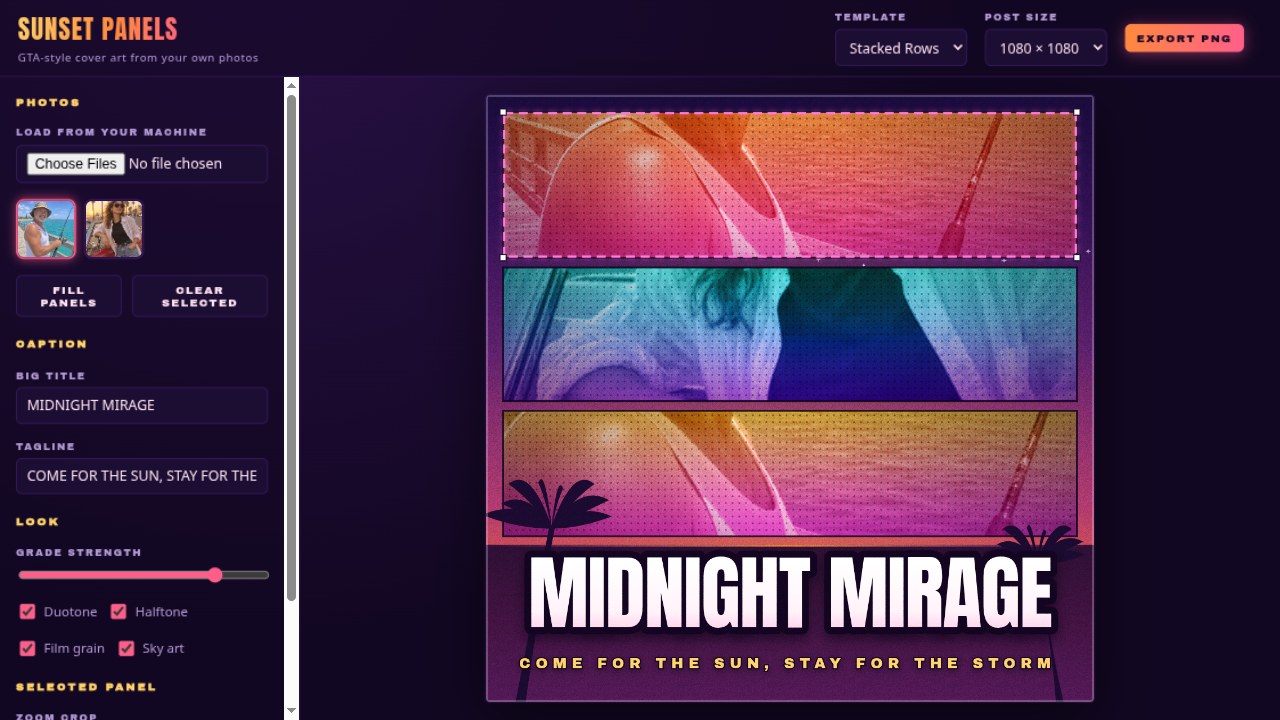 SUNSET PANELS
GTA-style cover art from your own photos
TEMPLATE
Stacked Rows
POST SIZE
1080 × 1080
EXPORT PNG
PHOTOS
LOAD FROM YOUR MACHINE
Choose Files No file chosen
FILL PANELS
CLEAR SELECTED
CAPTION
BIG TITLE
MIDNIGHT MIRAGE
TAGLINE
COME FOR THE SUN, STAY FOR THE
LOOK
GRADE STRENGTH
Duotone
Halftone
Film grain
Sky art
SELECTED PANEL
ZOOM CROP
MIDNIGHT MIRAGE
COME FOR THE SUN, STAY FOR THE STORM